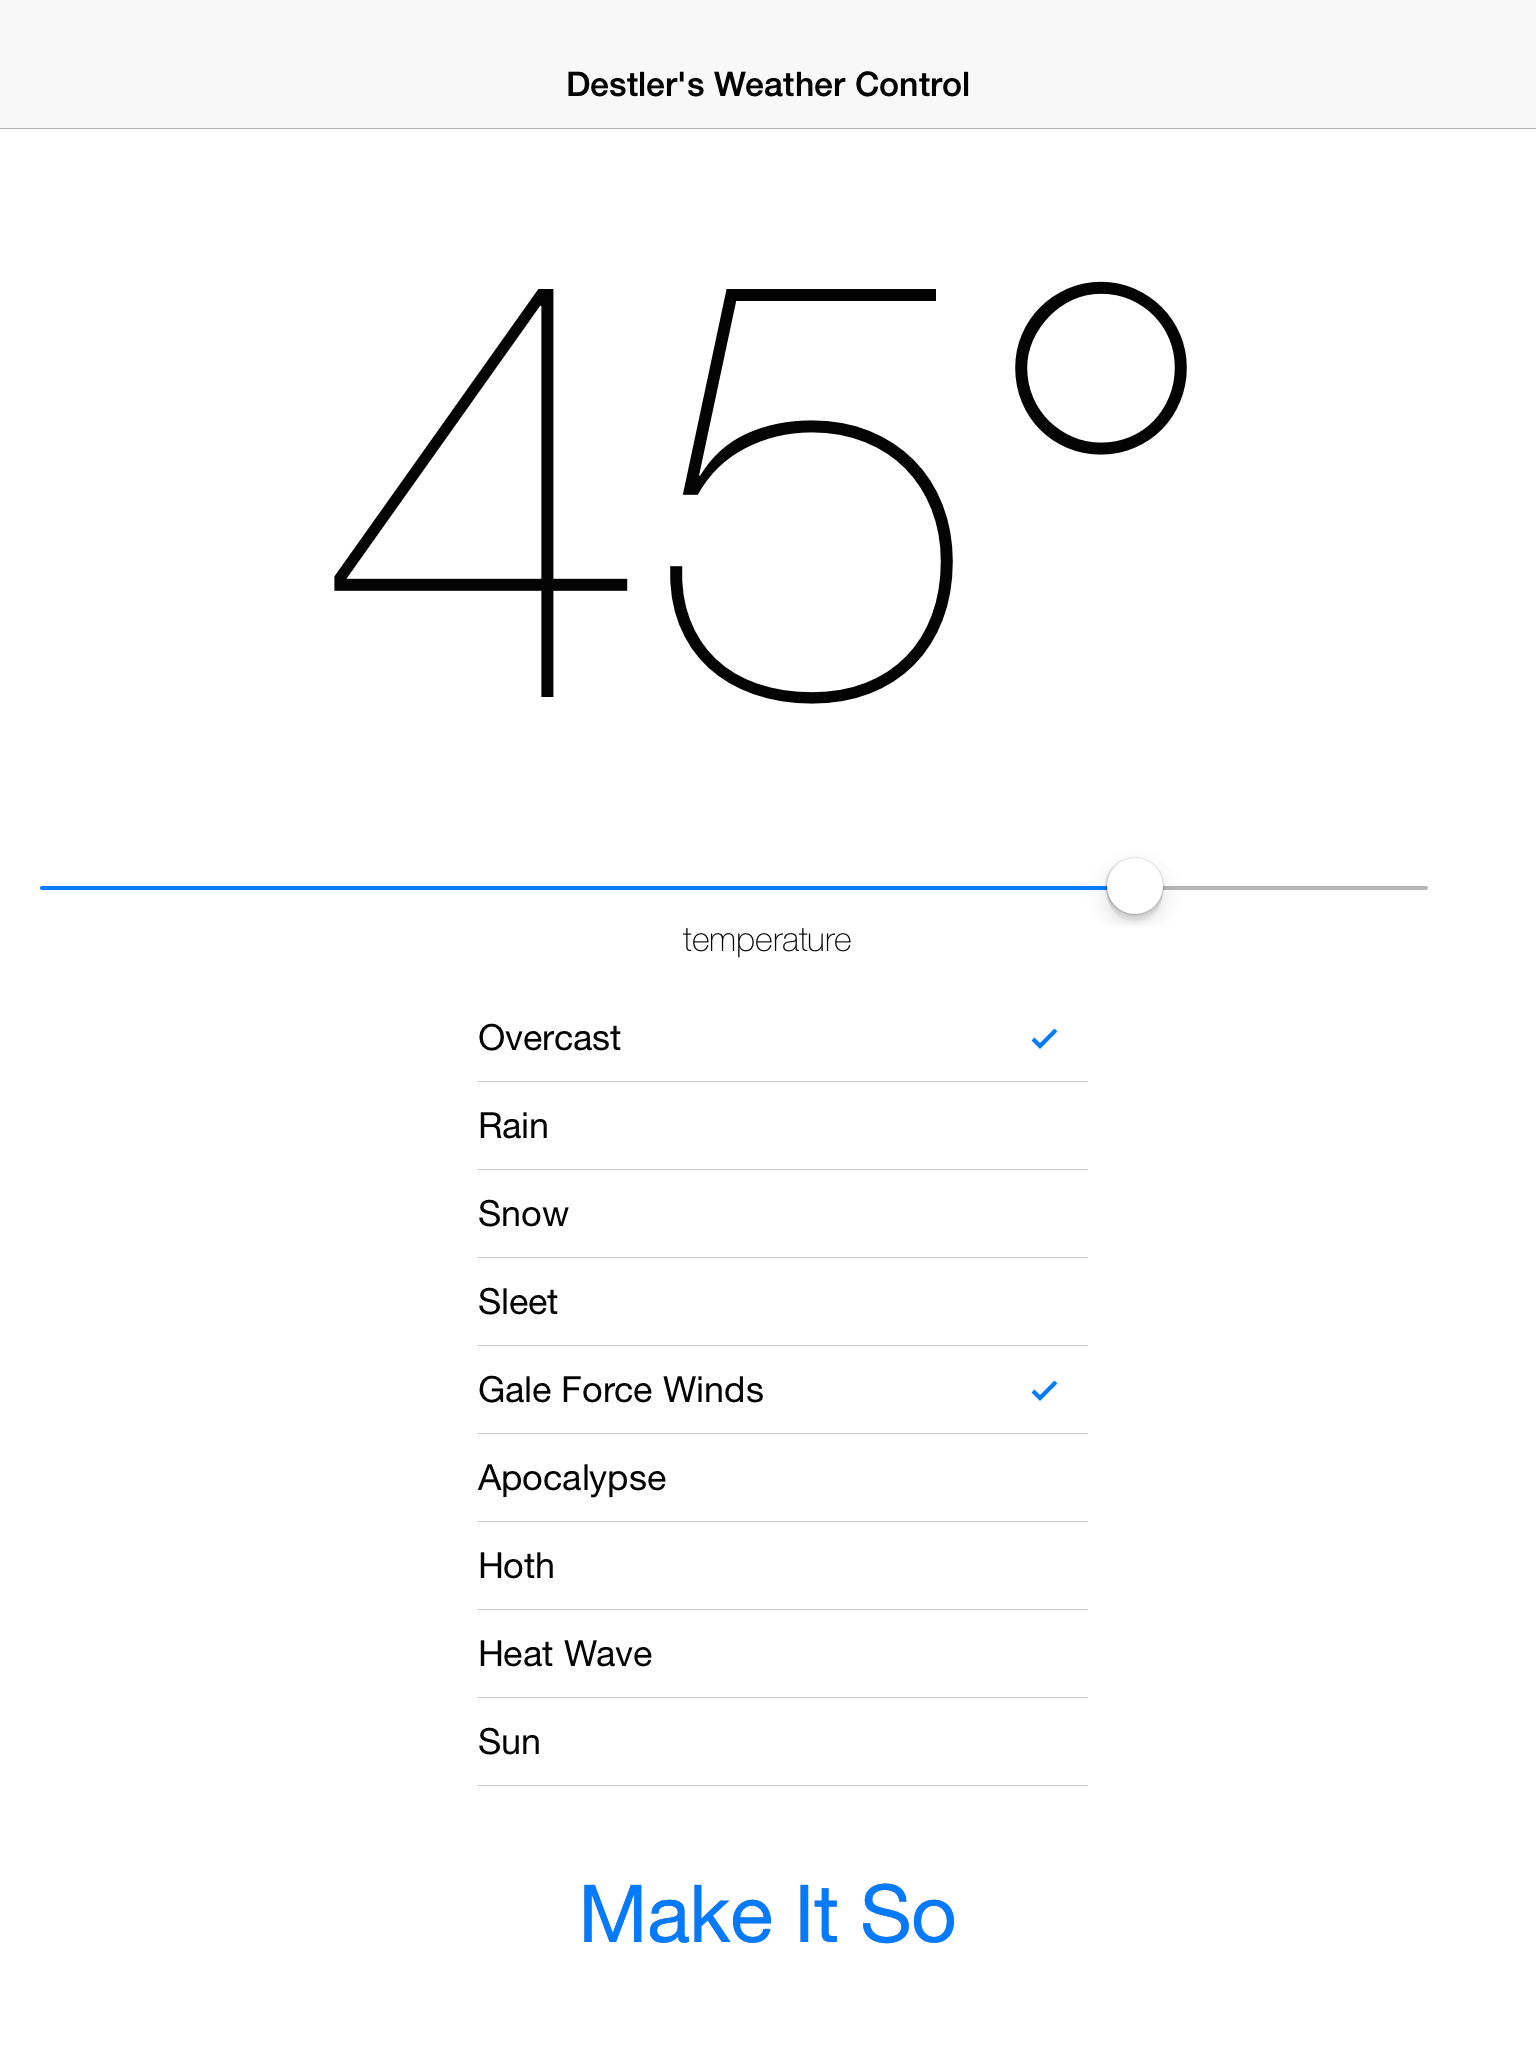 Destler's Weather Control
45°
temperature
Overcast
Rain
Snow
Sleet
Gale Force Winds
Apocalypse
Hoth
Heat Wave
Sun
Make It So